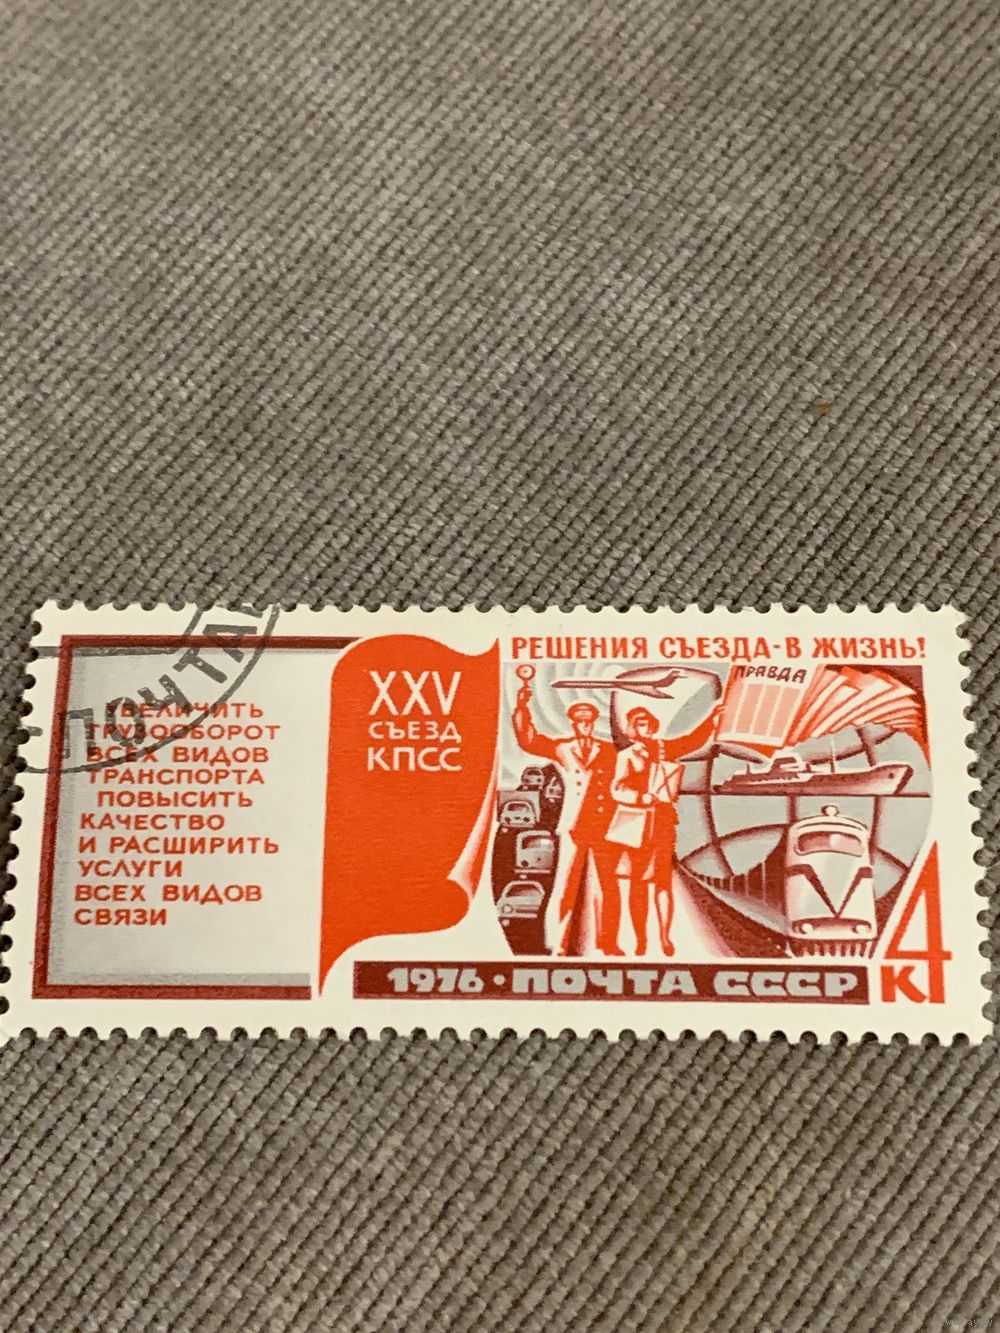 РЕШЕНИЯ СЪЕЗДА - В ЖИЗНЬ!
XXV
СЪЕЗД
КПСС
ПРАВДА
УВЕЛИЧИТЬ
ГРУЗООБОРОТ
ВСЕХ ВИДОВ
ТРАНСПОРТА
ПОВЫСИТЬ
КАЧЕСТВО
И РАСШИРИТЬ
УСЛУГИ
ВСЕХ ВИДОВ
СВЯЗИ
1976 · ПОЧТА СССР
4
К
ПОЧТА